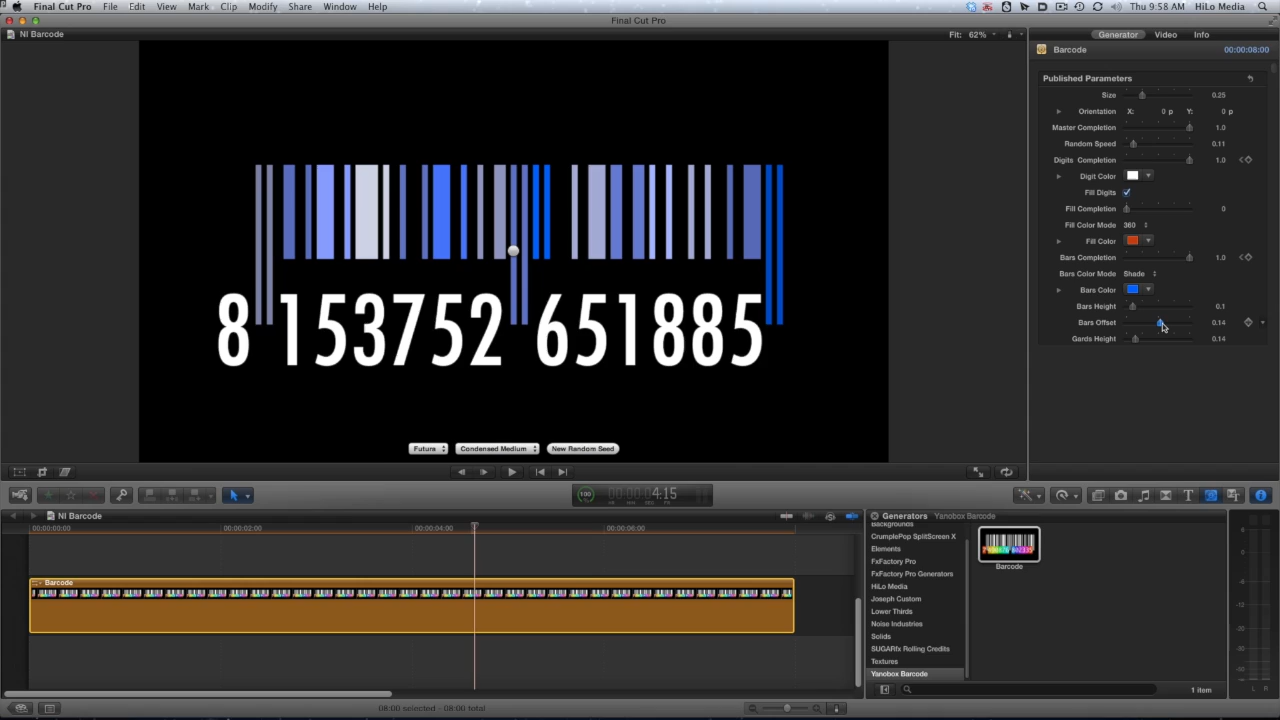 Final Cut Pro File Edit View Mark Clip Modify Share Window Help Thu 9:58 AM HiLo Media
Final Cut Pro
NI Barcode Fit: 62%
Generator Video Info
Barcode 00:00:08:00
Published Parameters
Size 0.25
Orientation X: 0 p Y: 0 p
Master Completion 1.0
Random Speed 0.11
Digits Completion 1.0
Digit Color
Fill Digits
Fill Completion 0
Fill Color Mode 360
Fill Color
Bars Completion 1.0
Bars Color Mode Shade
Bars Color
Bars Height 0.1
Bars Offset 0.14
Gards Height 0.14
8 153752 651885
Futura Condensed Medium New Random Seed
100 00:00:04:15
NI Barcode
00:00:00:00 00:00:02:00 00:00:04:00 00:00:06:00
Barcode
Generators Yanobox Barcode
Backgrounds
CrumplePop SplitScreen X
Elements
FxFactory Pro
FxFactory Pro Generators
HiLo Media
Joseph Custom
Lower Thirds
Noise Industries
Solids
SUGARfx Rolling Credits
Textures
Yanobox Barcode
Barcode
1 item
08:00 selected - 08:00 total
L R